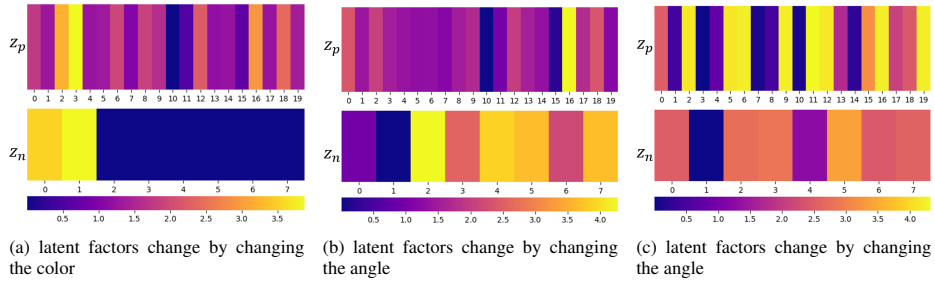 z_p
0 1 2 3 4 5 6 7 8 9 10 11 12 13 14 15 16 17 18 19
z_n
0 1 2 3 4 5 6 7
0.5 1.0 1.5 2.0 2.5 3.0 3.5
(a) latent factors change by changing
the color
z_p
0 1 2 3 4 5 6 7 8 9 10 11 12 13 14 15 16 17 18 19
z_n
0 1 2 3 4 5 6 7
0.5 1.0 1.5 2.0 2.5 3.0 3.5 4.0
(b) latent factors change by changing
the angle
z_p
0 1 2 3 4 5 6 7 8 9 10 11 12 13 14 15 16 17 18 19
z_n
0 1 2 3 4 5 6 7
0.5 1.0 1.5 2.0 2.5 3.0 3.5 4.0
(c) latent factors change by changing
the angle